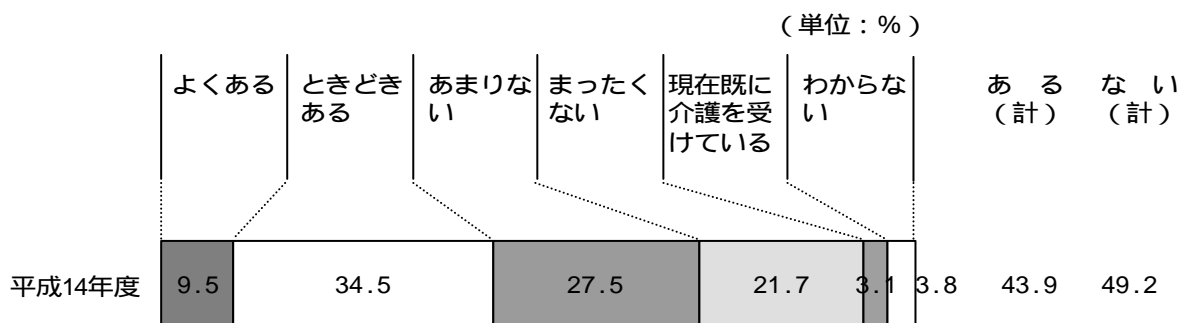 （単位：％）
よくある
ときどき
ある
あまりな
い
まったく
ない
現在既に
介護を受
けている
わからな
い
ある
（計）
ない
（計）
平成14年度 9.5 34.5 27.5 21.7 3.1 3.8 43.9 49.2